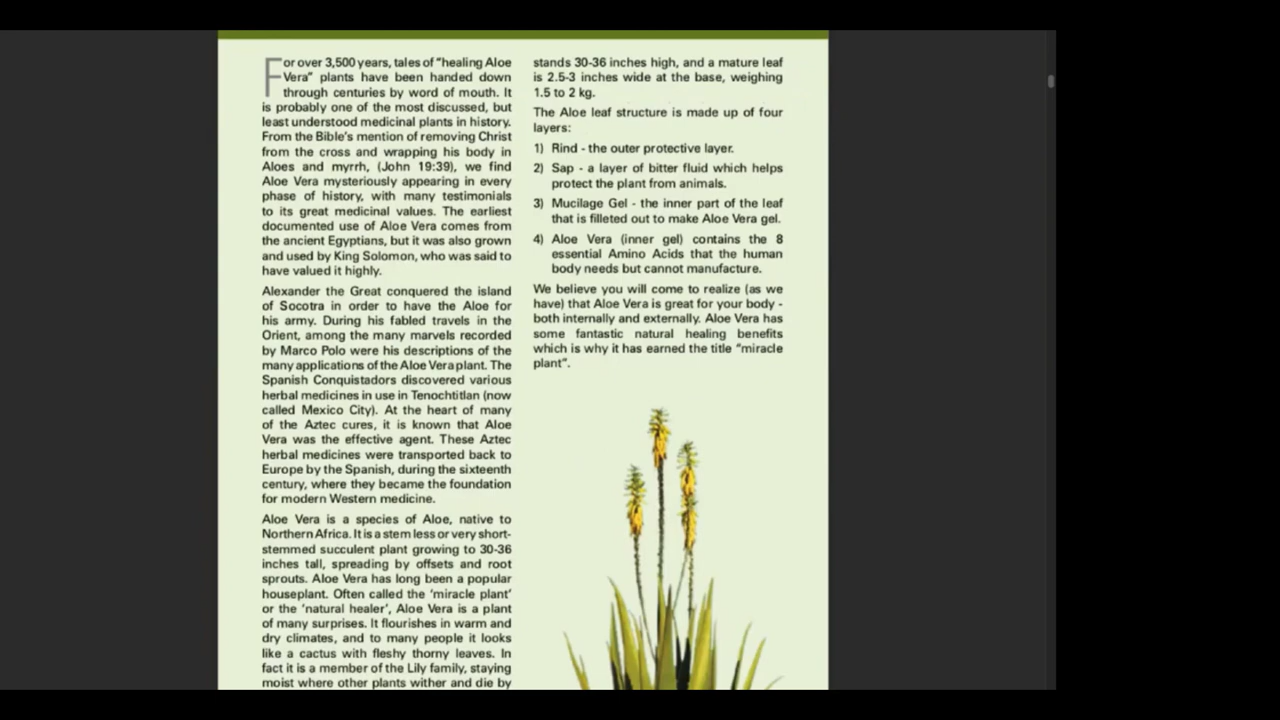 For over 3,500 years, tales of "healing Aloe
Vera" plants have been handed down
through centuries by word of mouth. It
is probably one of the most discussed, but
least understood medicinal plants in history.
From the Bible's mention of removing Christ
from the cross and wrapping his body in
Aloes and myrrh, (John 19:39), we find
Aloe Vera mysteriously appearing in every
phase of history, with many testimonials
to its great medicinal values. The earliest
documented use of Aloe Vera comes from
the ancient Egyptians, but it was also grown
and used by King Solomon, who was said to
have valued it highly.
Alexander the Great conquered the island
of Socotra in order to have the Aloe for
his army. During his fabled travels in the
Orient, among the many marvels recorded
by Marco Polo were his descriptions of the
many applications of the Aloe Vera plant. The
Spanish Conquistadors discovered various
herbal medicines in use in Tenochtitlan (now
called Mexico City). At the heart of many
of the Aztec cures, it is known that Aloe
Vera was the effective agent. These Aztec
herbal medicines were transported back to
Europe by the Spanish, during the sixteenth
century, where they became the foundation
for modern Western medicine.
Aloe Vera is a species of Aloe, native to
Northern Africa. It is a stem less or very short-
stemmed succulent plant growing to 30-36
inches tall, spreading by offsets and root
sprouts. Aloe Vera has long been a popular
houseplant. Often called the 'miracle plant'
or the 'natural healer', Aloe Vera is a plant
of many surprises. It flourishes in warm and
dry climates, and to many people it looks
like a cactus with fleshy thorny leaves. In
fact it is a member of the Lily family, staying
moist where other plants wither and die by
stands 30-36 inches high, and a mature leaf
is 2.5-3 inches wide at the base, weighing
1.5 to 2 kg.
The Aloe leaf structure is made up of four
layers:
1) Rind - the outer protective layer.
2) Sap - a layer of bitter fluid which helps
protect the plant from animals.
3) Mucilage Gel - the inner part of the leaf
that is filleted out to make Aloe Vera gel.
4) Aloe Vera (inner gel) contains the 8
essential Amino Acids that the human
body needs but cannot manufacture.
We believe you will come to realize (as we
have) that Aloe Vera is great for your body -
both internally and externally. Aloe Vera has
some fantastic natural healing benefits
which is why it has earned the title "miracle
plant".